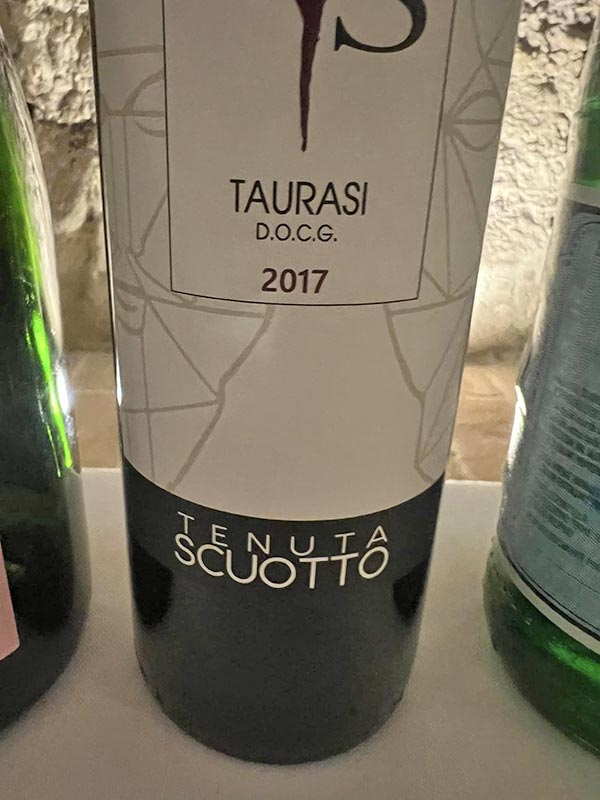 S
TAURASI
D.O.C.G.
2017
TENUTA
SCUOTTO